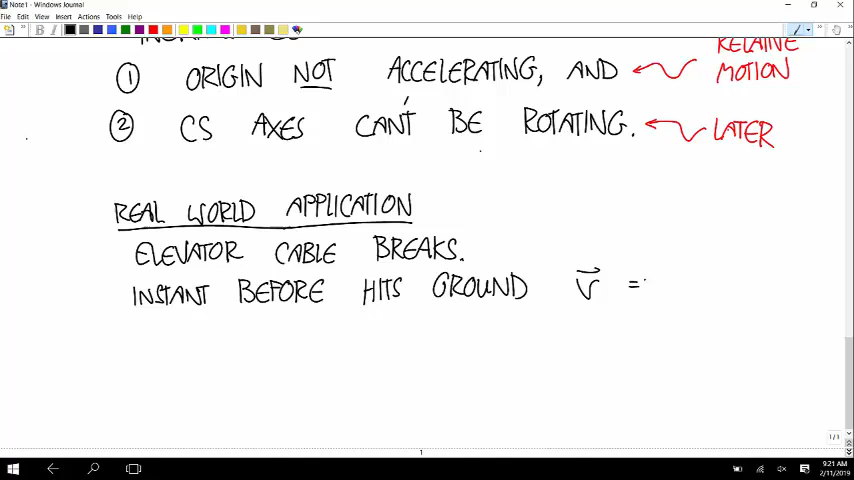 Note1 - Windows Journal
File Edit View Insert Actions Tools Help
B I
RELATIVE
① ORIGIN NOT ACCELERATING, AND MOTION
② CS AXES CAN'T BE ROTATING. LATER
REAL WORLD APPLICATION
ELEVATOR CABLE BREAKS.
INSTANT BEFORE HITS GROUND v⃗ =
1/1
1
9:21 AM
2/11/2019